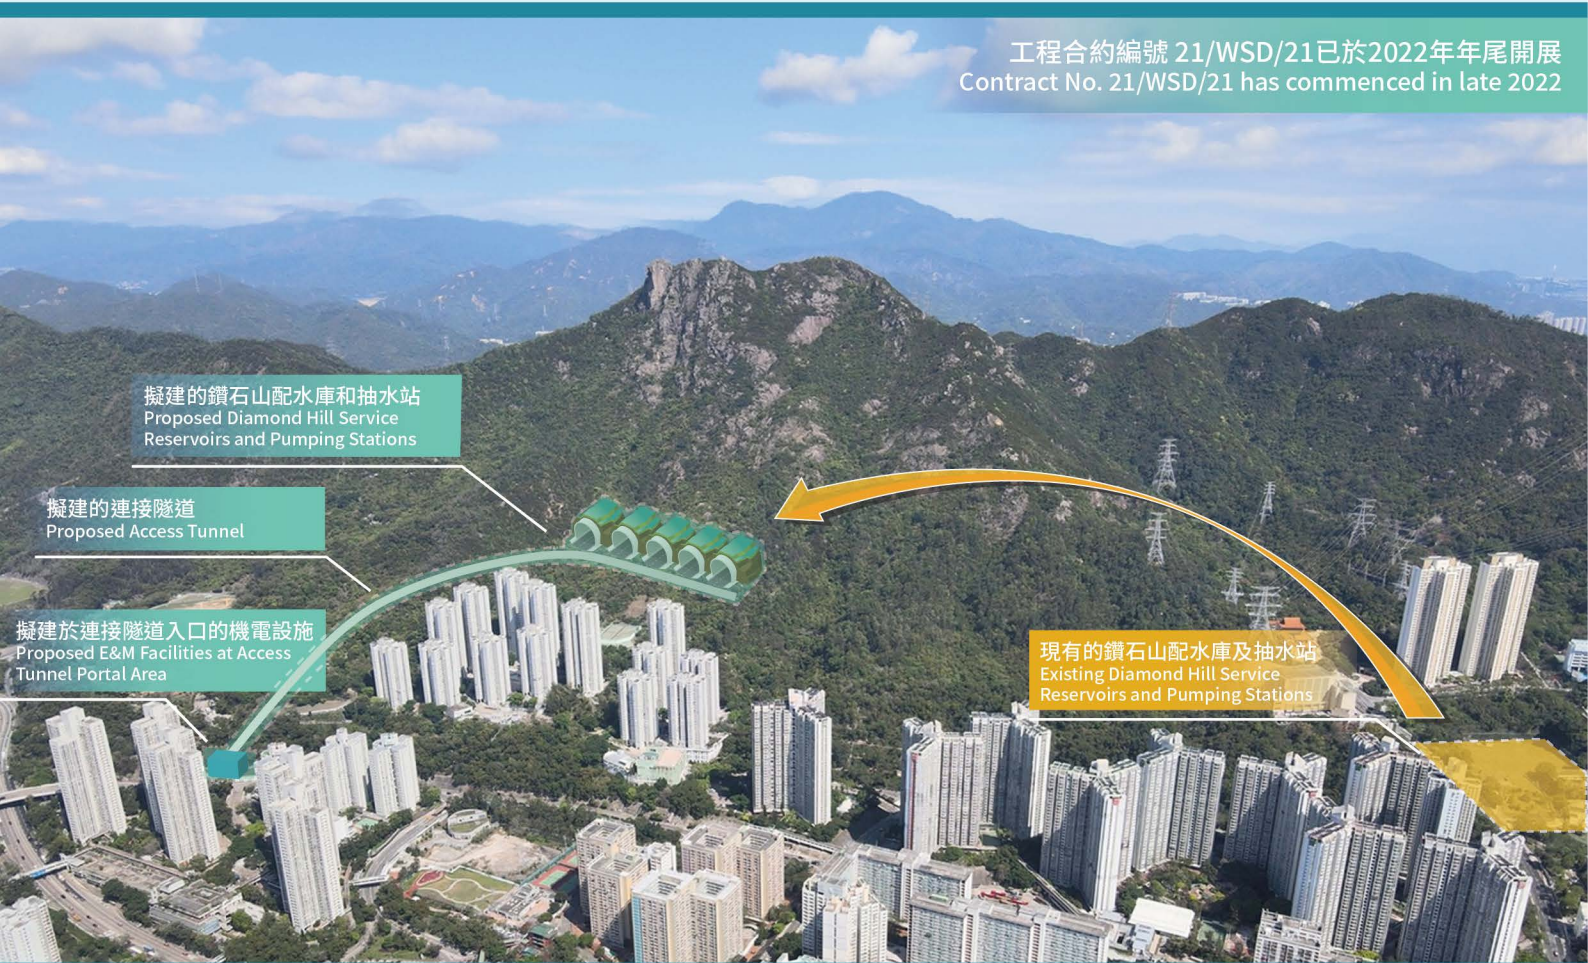 工程合約編號 21/WSD/21已於2022年年尾開展
Contract No. 21/WSD/21 has commenced in late 2022
擬建的鑽石山配水庫和抽水站
Proposed Diamond Hill Service
Reservoirs and Pumping Stations
擬建的連接隧道
Proposed Access Tunnel
擬建於連接隧道入口的機電設施
Proposed E&M Facilities at Access
Tunnel Portal Area
現有的鑽石山配水庫及抽水站
Existing Diamond Hill Service
Reservoirs and Pumping Stations